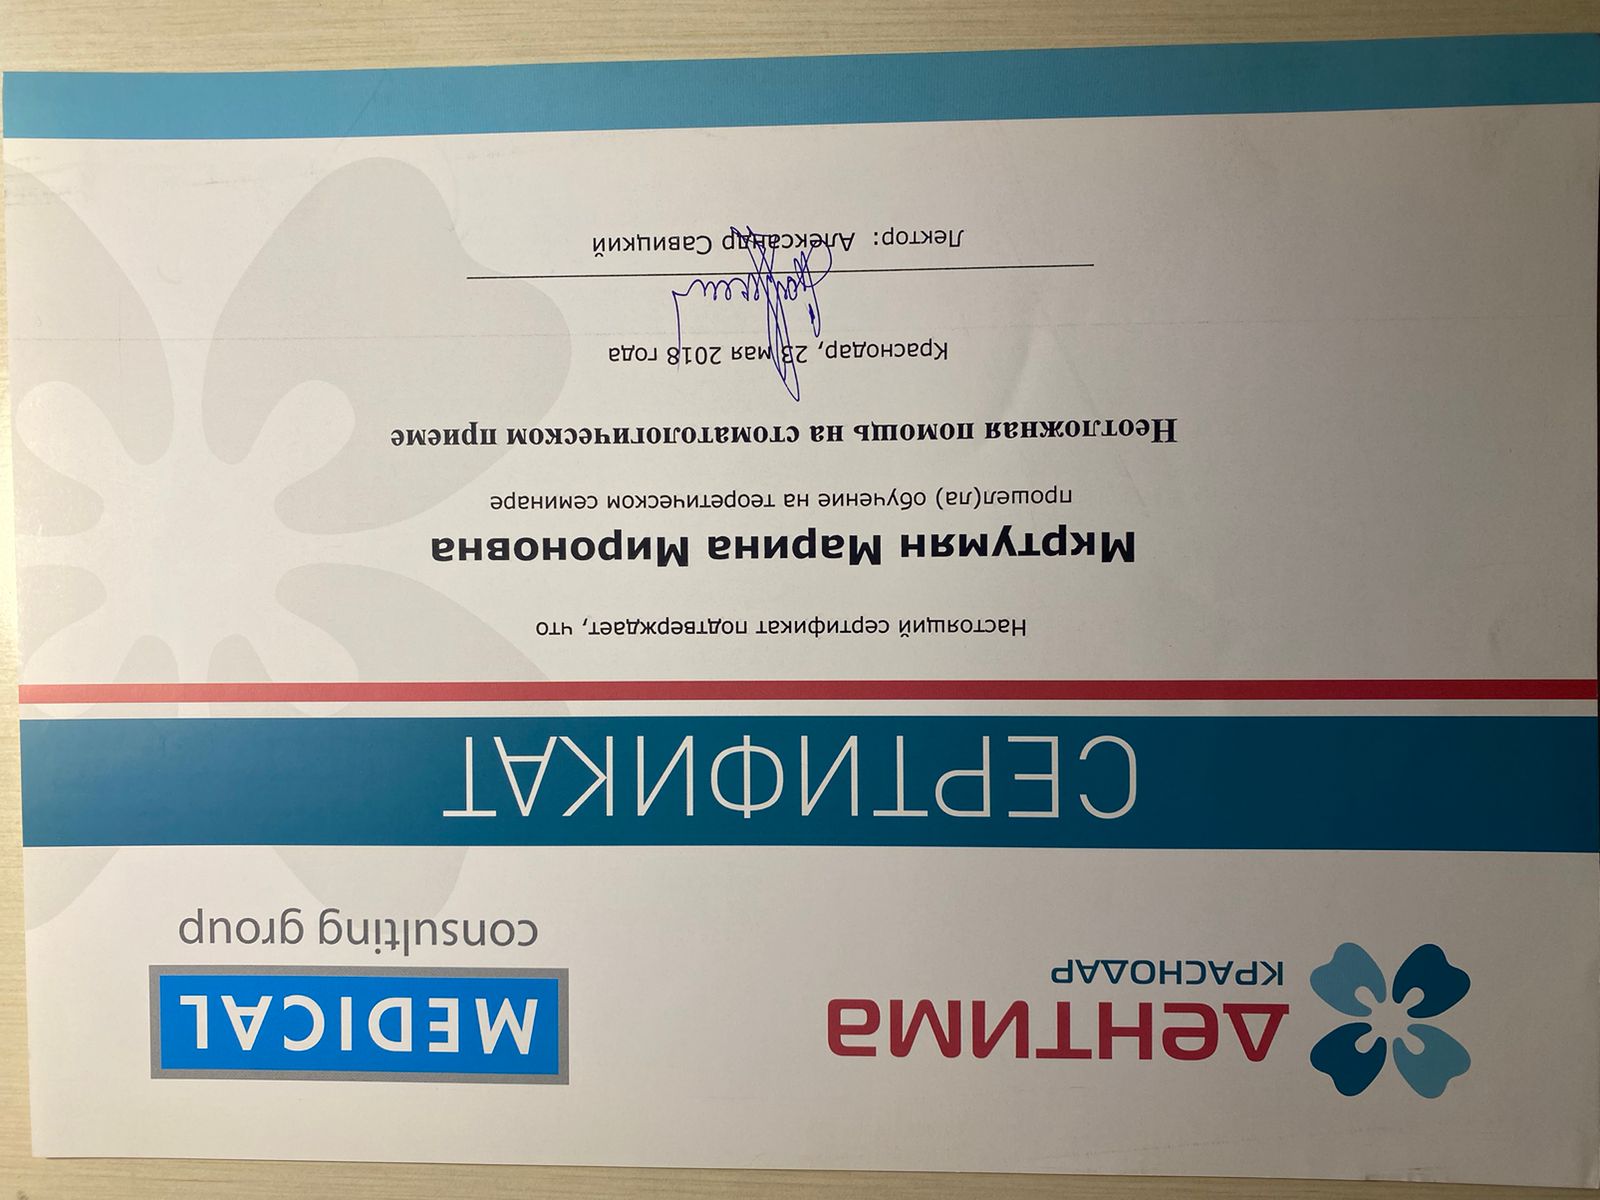 дентима
КРАСНОДАР
MEDICAL
consulting group
СЕРТИФИКАТ
Настоящий сертификат подтверждает, что
Мкртумян Марина Мироновна
прошел(ла) обучение на теоретическом семинаре
Неотложная помощь на стоматологическом приеме
Краснодар, 23 мая 2018 года
Лектор: Александр Савицкий